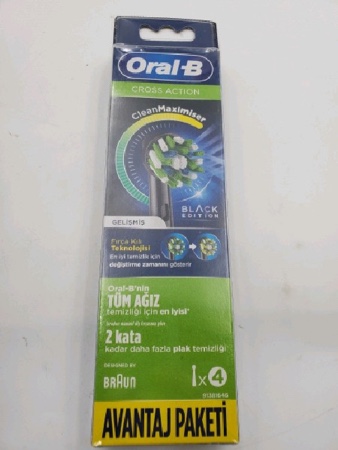 Oral-B
CROSS ACTION
CleanMaximiser
BLACK
EDITION
GELİŞMİŞ
Fırça Kılı
Teknolojisi
En iyi temizlik için
değiştirme zamanını gösterir
Oral-B'nin
TÜM AĞIZ
temizliği için en iyisi
2 kata
kadar daha fazla plak temizliği
DESIGNED BY
BRAUN
1x4
AVANTAJ PAKETİ